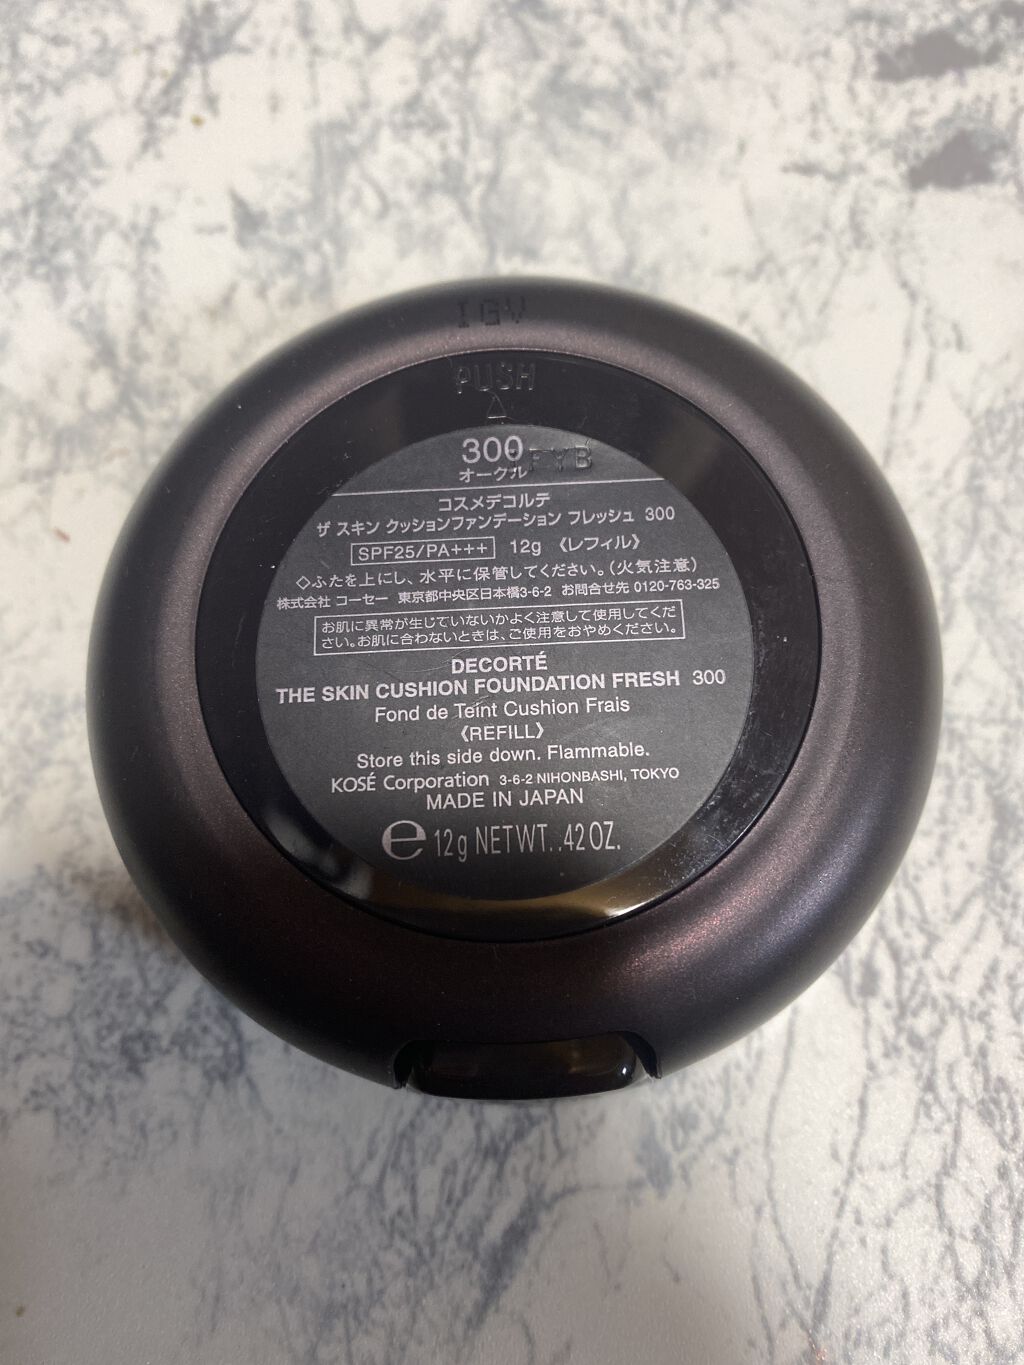 IGV
PUSH
300
オークル
コスメデコルテ
ザ スキン クッションファンデーション フレッシュ 300
SPF25/PA+++ 12g 《レフィル》
◇ふたを上にし、水平に保管してください。(火気注意)
株式会社 コーセー 東京都中央区日本橋3-6-2 お問合せ先 0120-763-325
お肌に異常が生じていないかよく注意して使用してくだ
さい。お肌に合わないときは、ご使用をおやめください。
DECORTÉ
THE SKIN CUSHION FOUNDATION FRESH 300
Fond de Teint Cushion Frais
《REFILL》
Store this side down. Flammable.
KOSÉ Corporation 3-6-2 NIHONBASHI, TOKYO
MADE IN JAPAN
℮ 12g NET WT. .42 OZ.